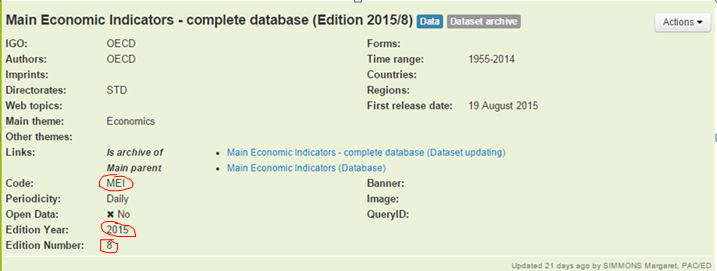 Main Economic Indicators - complete database (Edition 2015/8) Data Dataset archive
Actions
IGO: OECD
Authors: OECD
Imprints:
Directorates: STD
Web topics:
Main theme: Economics
Other themes:
Forms:
Time range: 1955-2014
Countries:
Regions:
First release date: 19 August 2015
Links: Is archive of • Main Economic Indicators - complete database (Dataset updating)
Main parent • Main Economic Indicators (Database)
Code: MEI
Periodicity: Daily
Open Data: ✖ No
Edition Year: 2015
Edition Number: 8
Banner:
Image:
QueryID:
Updated 21 days ago by SIMMONS Margaret, PAC/ED